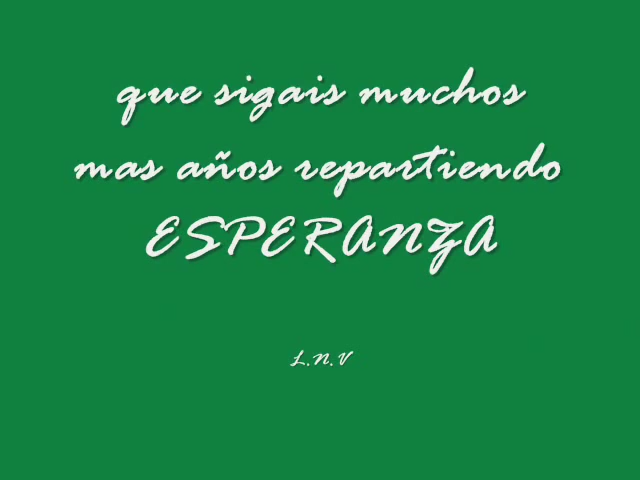 que sigais muchos
mas años repartiendo
ESPERANZA
L.N.V